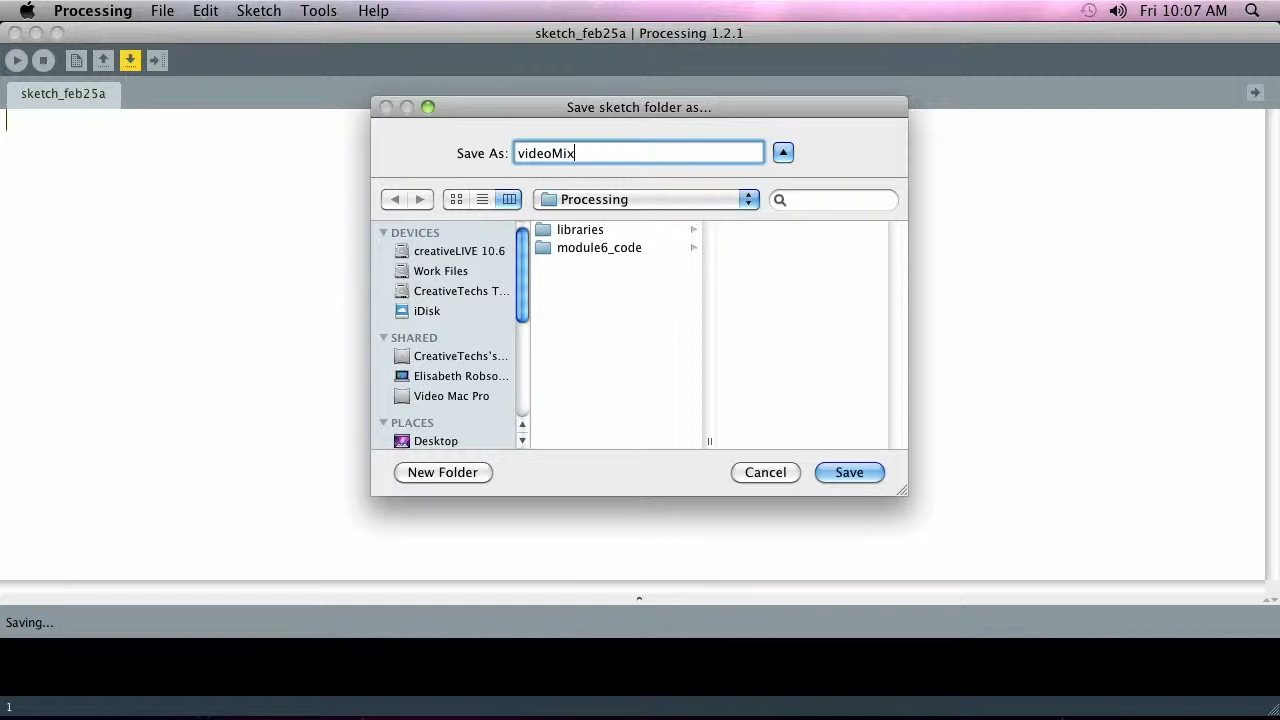 Processing File Edit Sketch Tools Help Fri 10:07 AM
sketch_feb25a | Processing 1.2.1
sketch_feb25a
Save sketch folder as...
Save As: videoMix
Processing
DEVICES
creativeLIVE 10.6
Work Files
CreativeTechs T...
iDisk
SHARED
CreativeTechs's...
Elisabeth Robso...
Video Mac Pro
PLACES
Desktop
libraries
module6_code
New Folder Cancel Save
Saving...
1